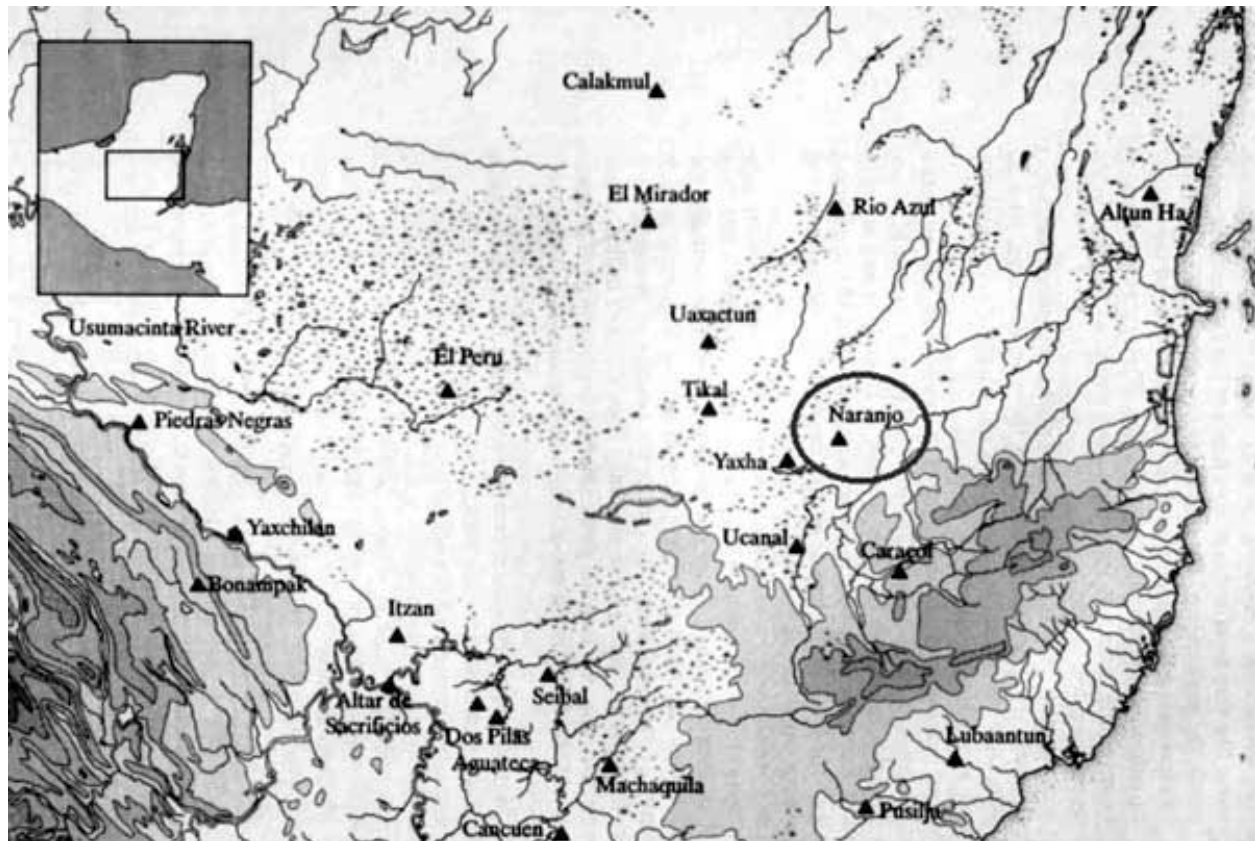 Calakmul
El Mirador
Rio Azul
Altun Ha
Usumacinta River
Uaxactun
El Peru
Tikal
Naranjo
Piedras Negras
Yaxha
Yaxchilan
Ucanal
Caracol
Bonampak
Itzan
Seibal
Altar de
Sacrificios
Dos Pilas
Aguateca
Lubaantun
Machaquila
Pusilja
Cancuen